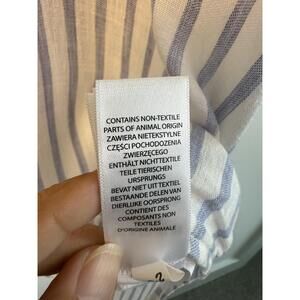 CONTAINS NON-TEXTILE
PARTS OF ANIMAL ORIGIN
ZAWIERA NIETEKSTYLNE
CZĘŚCI POCHODOZENIA
ZWIERZĘCEGO
ENTHÄLT NICHTTEXTILE
TEILE TIERISCHEN
URSPRUNGS
BEVAT NIET UIT TEXTIEL
BESTAANDE DELEN VAN
DIERLIJKE OORSPRONG
CONTIENT DES
COMPOSANTS NON
TEXTILES
D'ORIGINE ANIMALE